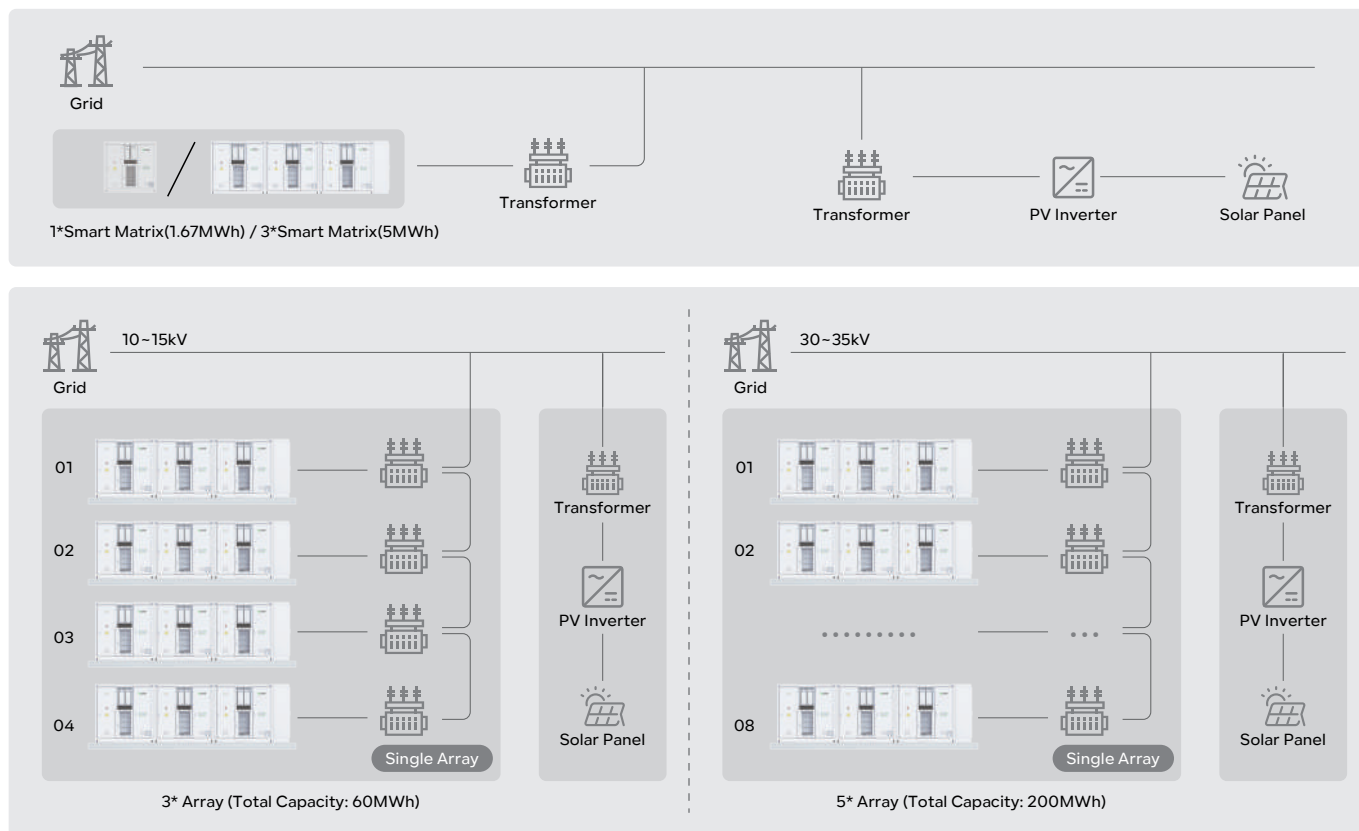 Grid
Transformer
1*Smart Matrix(1.67MWh) / 3*Smart Matrix(5MWh)
Transformer
PV Inverter
Solar Panel
10~15kV
Grid
01
02
03
04
Single Array
Transformer
PV Inverter
Solar Panel
3* Array (Total Capacity: 60MWh)
30~35kV
Grid
01
02
08
Single Array
Transformer
PV Inverter
Solar Panel
5* Array (Total Capacity: 200MWh)